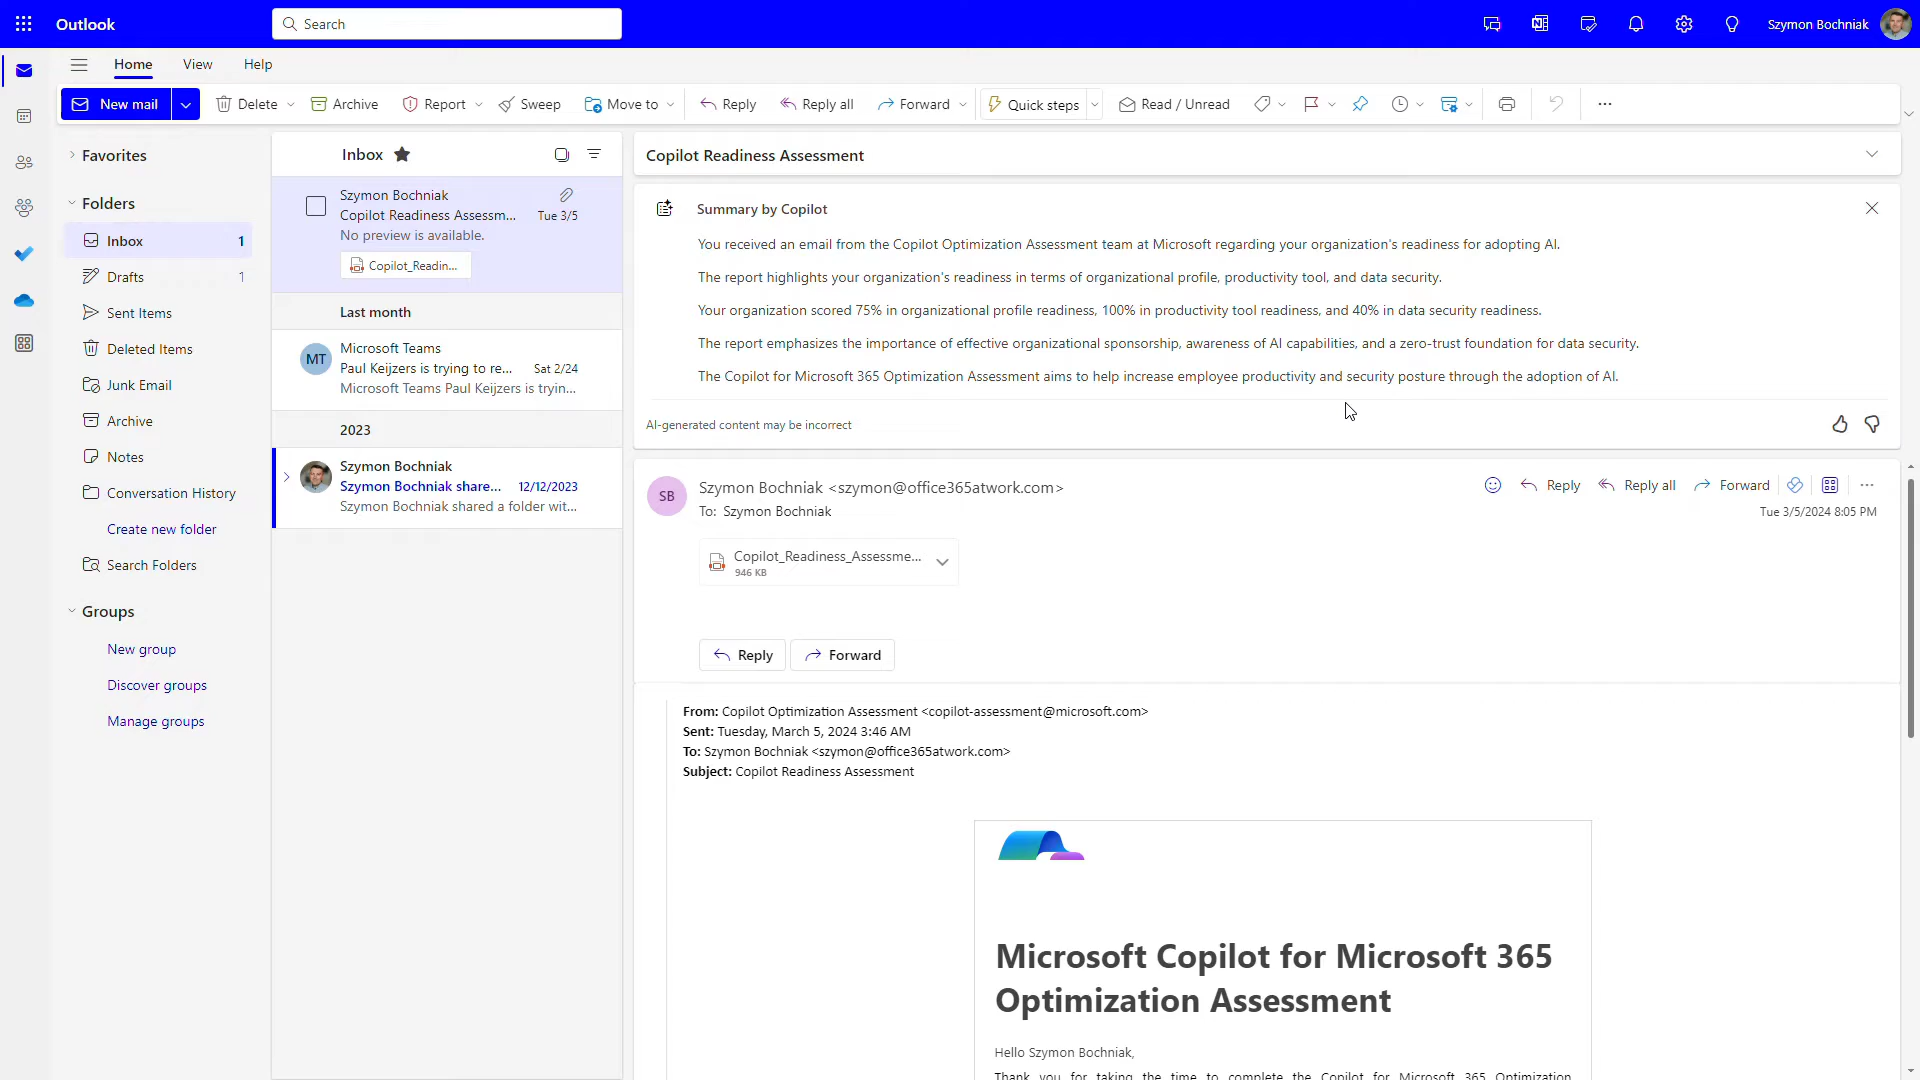 Outlook
Search
Szymon Bochniak
Home
View
Help
New mail
Delete
Archive
Report
Sweep
Move to
Reply
Reply all
Forward
Quick steps
Read / Unread
Favorites
Folders
Inbox 1
Drafts 1
Sent Items
Deleted Items
Junk Email
Archive
Notes
Conversation History
Create new folder
Search Folders
Groups
New group
Discover groups
Manage groups
Inbox
Szymon Bochniak
Copilot Readiness Assessm... Tue 3/5
No preview is available.
Copilot_Readin...
Last month
MT
Microsoft Teams
Paul Keijzers is trying to re... Sat 2/24
Microsoft Teams Paul Keijzers is tryin...
2023
Szymon Bochniak
Szymon Bochniak share... 12/12/2023
Szymon Bochniak shared a folder wit...
Copilot Readiness Assessment
Summary by Copilot
You received an email from the Copilot Optimization Assessment team at Microsoft regarding your organization's readiness for adopting AI.
The report highlights your organization's readiness in terms of organizational profile, productivity tool, and data security.
Your organization scored 75% in organizational profile readiness, 100% in productivity tool readiness, and 40% in data security readiness.
The report emphasizes the importance of effective organizational sponsorship, awareness of AI capabilities, and a zero-trust foundation for data security.
The Copilot for Microsoft 365 Optimization Assessment aims to help increase employee productivity and security posture through the adoption of AI.
AI-generated content may be incorrect
SB
Szymon Bochniak <szymon@office365atwork.com>
To: Szymon Bochniak
Reply
Reply all
Forward
Tue 3/5/2024 8:05 PM
Copilot_Readiness_Assessme...
946 KB
Reply
Forward
From: Copilot Optimization Assessment <copilot-assessment@microsoft.com>
Sent: Tuesday, March 5, 2024 3:46 AM
To: Szymon Bochniak <szymon@office365atwork.com>
Subject: Copilot Readiness Assessment
Microsoft Copilot for Microsoft 365
Optimization Assessment
Hello Szymon Bochniak,
Thank you for taking the time to complete the Copilot for Microsoft 365 Optimization